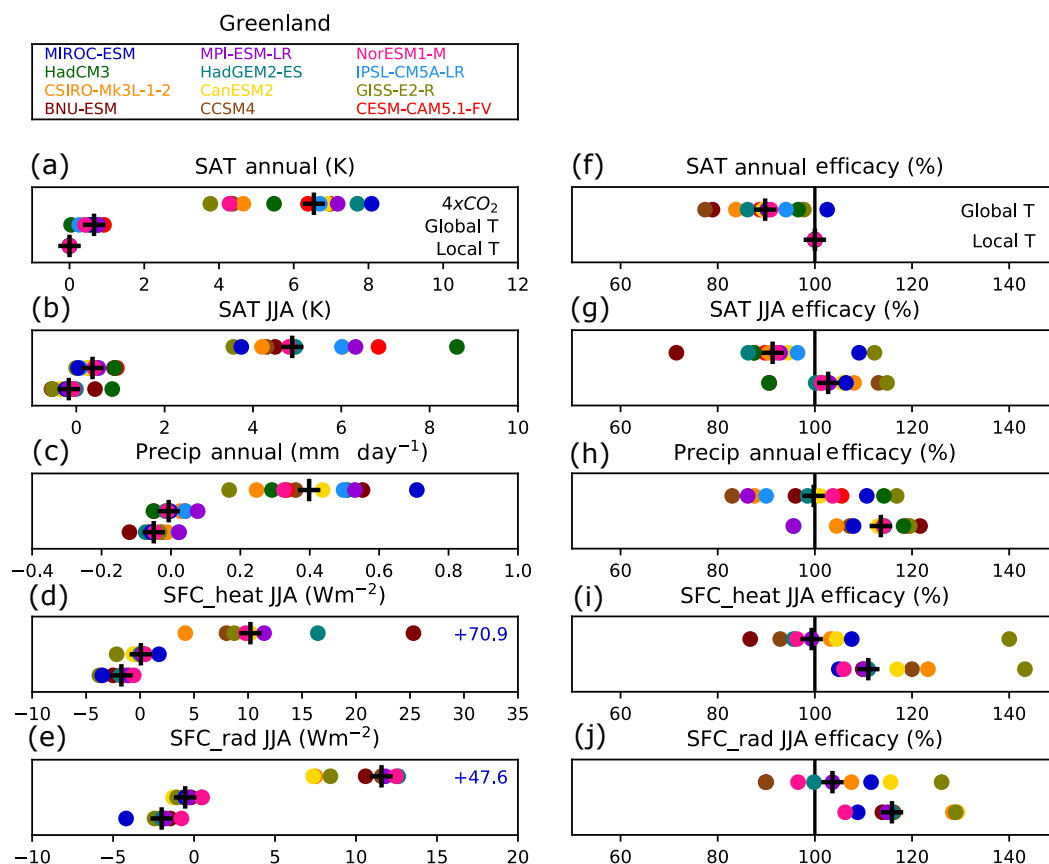 Greenland
MIROC-ESM MPI-ESM-LR NorESM1-M
HadCM3 HadGEM2-ES IPSL-CM5A-LR
CSIRO-Mk3L-1-2 CanESM2 GISS-E2-R
BNU-ESM CCSM4 CESM-CAM5.1-FV
(a) SAT annual (K)
4xCO₂
Global T
Local T
0 2 4 6 8 10 12
(b) SAT JJA (K)
0 2 4 6 8 10
(c) Precip annual (mm day⁻¹)
−0.4 −0.2 0.0 0.2 0.4 0.6 0.8 1.0
(d) SFC_heat JJA (Wm⁻²)
+70.9
−10 −5 0 5 10 15 20 25 30 35
(e) SFC_rad JJA (Wm⁻²)
+47.6
−10 −5 0 5 10 15 20
(f) SAT annual efficacy (%)
Global T
Local T
60 80 100 120 140
(g) SAT JJA efficacy (%)
60 80 100 120 140
(h) Precip annual efficacy (%)
60 80 100 120 140
(i) SFC_heat JJA efficacy (%)
60 80 100 120 140
(j) SFC_rad JJA efficacy (%)
60 80 100 120 140